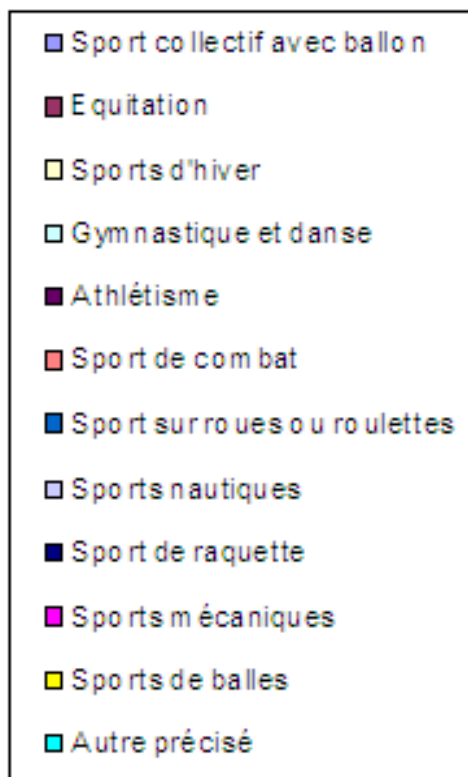 Sport collectif avec ballon
Equitation
Sports d'hiver
Gymnastique et danse
Athlétisme
Sport de combat
Sport sur roues ou roulettes
Sports nautiques
Sport de raquette
Sports mécaniques
Sports de balles
Autre précisé